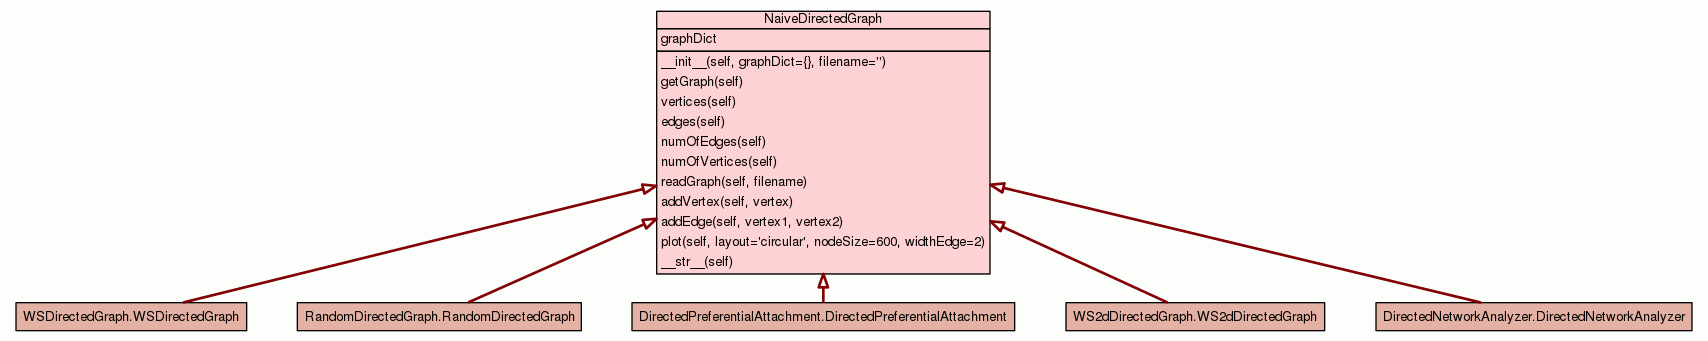 NaiveDirectedGraph
graphDict
__init__(self, graphDict={}, filename='')
getGraph(self)
vertices(self)
edges(self)
numOfEdges(self)
numOfVertices(self)
readGraph(self, filename)
addVertex(self, vertex)
addEdge(self, vertex1, vertex2)
plot(self, layout='circular', nodeSize=600, widthEdge=2)
__str__(self)
WSDirectedGraph.WSDirectedGraph
RandomDirectedGraph.RandomDirectedGraph
DirectedPreferentialAttachment.DirectedPreferentialAttachment
WS2dDirectedGraph.WS2dDirectedGraph
DirectedNetworkAnalyzer.DirectedNetworkAnalyzer